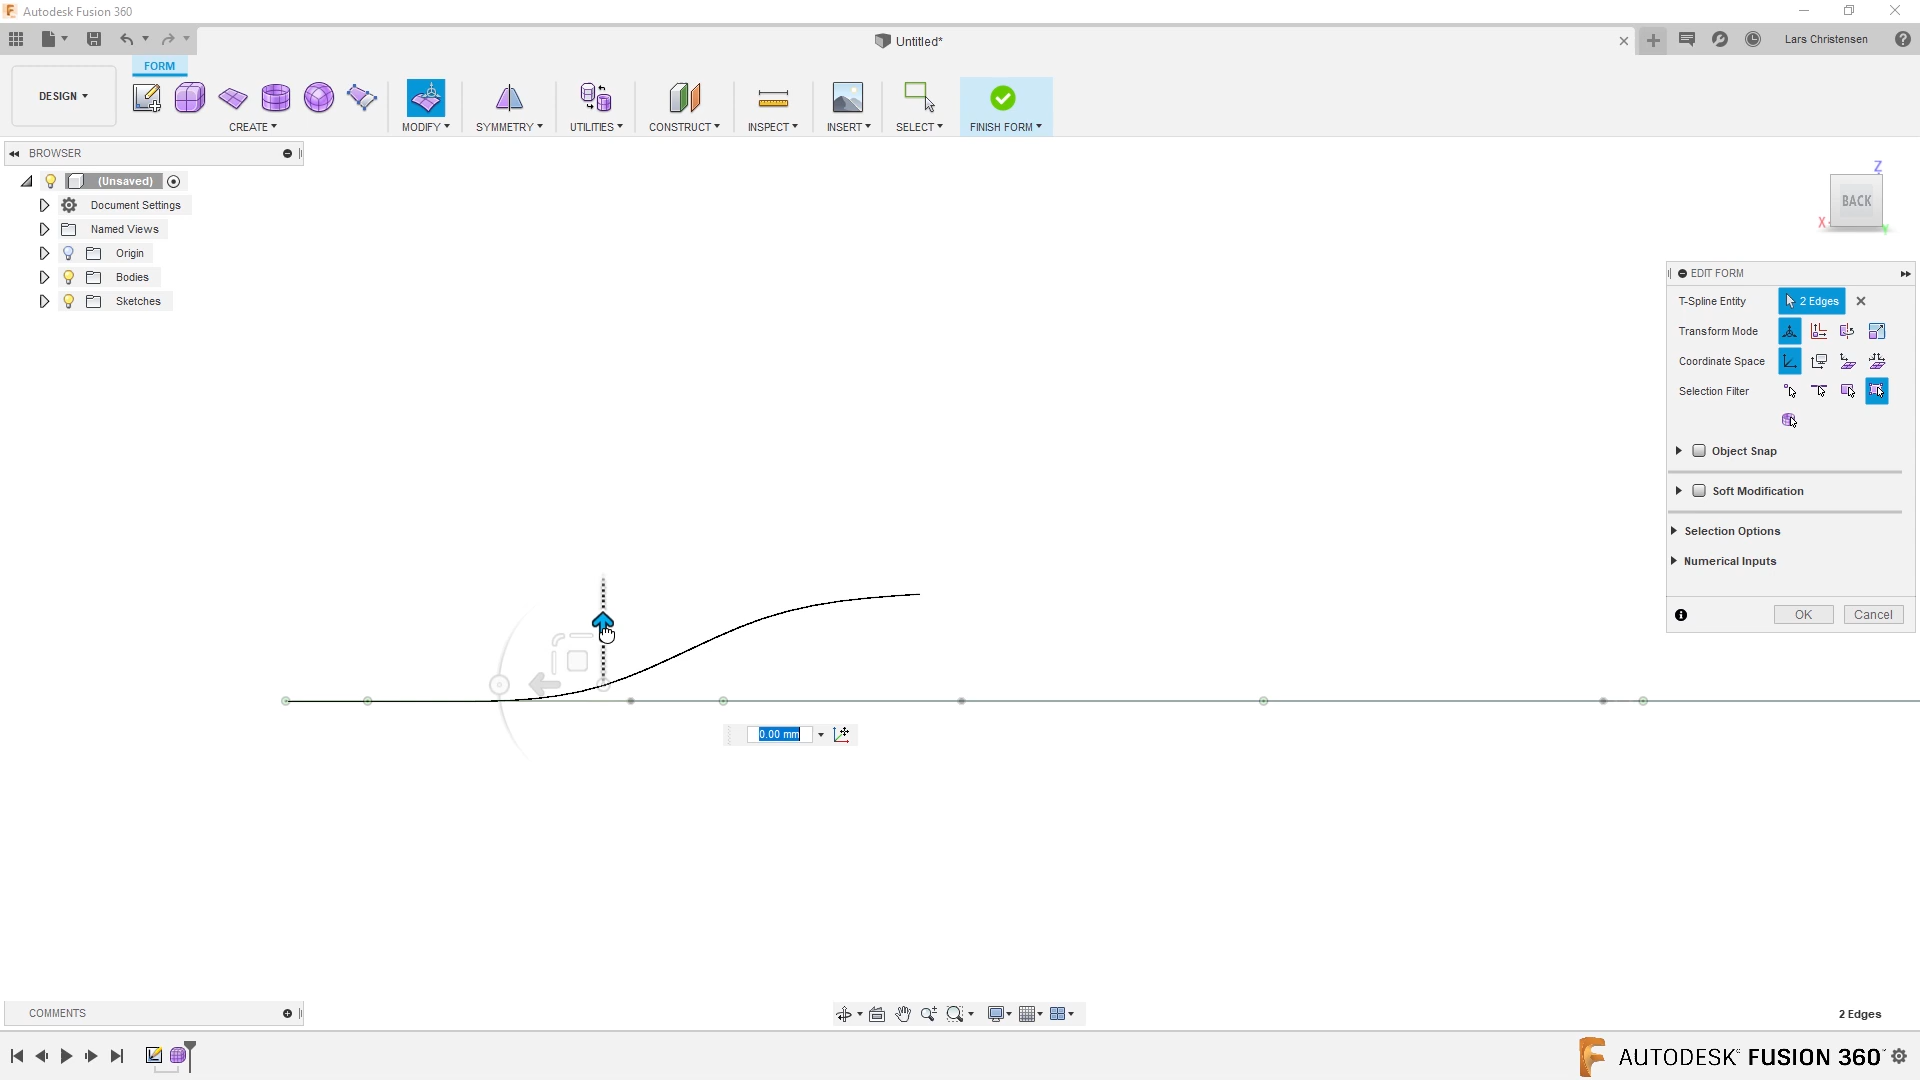 Autodesk Fusion 360
Untitled*
Lars Christensen
FORM
DESIGN
CREATE
MODIFY
SYMMETRY
UTILITIES
CONSTRUCT
INSPECT
INSERT
SELECT
FINISH FORM
BROWSER
(Unsaved)
Document Settings
Named Views
Origin
Bodies
Sketches
Z
BACK
X
EDIT FORM
T-Spline Entity
2 Edges
Transform Mode
Coordinate Space
Selection Filter
Object Snap
Soft Modification
Selection Options
Numerical Inputs
OK
Cancel
0.00 mm
COMMENTS
2 Edges
AUTODESK® FUSION 360™